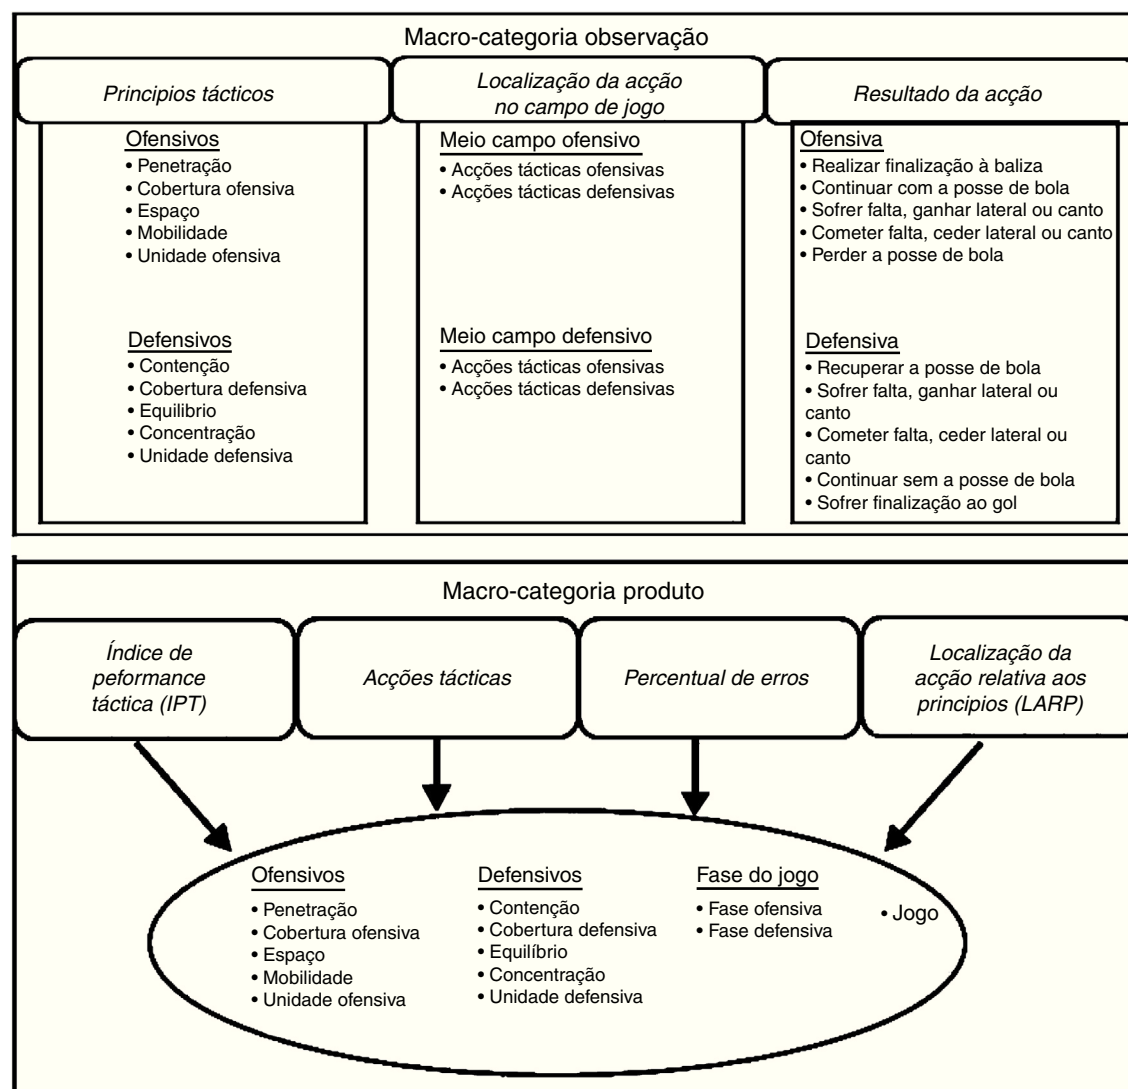 Macro-categoria observação
Principios tácticos
Ofensivos
• Penetração
• Cobertura ofensiva
• Espaço
• Mobilidade
• Unidade ofensiva
Defensivos
• Contenção
• Cobertura defensiva
• Equilibrio
• Concentração
• Unidade defensiva
Localização da acção
no campo de jogo
Meio campo ofensivo
• Acções tácticas ofensivas
• Acções tácticas defensivas
Meio campo defensivo
• Acções tácticas ofensivas
• Acções tácticas defensivas
Resultado da acção
Ofensiva
• Realizar finalização à baliza
• Continuar com a posse de bola
• Sofrer falta, ganhar lateral ou canto
• Cometer falta, ceder lateral ou canto
• Perder a posse de bola
Defensiva
• Recuperar a posse de bola
• Sofrer falta, ganhar lateral ou
canto
• Cometer falta, ceder lateral ou
canto
• Continuar sem a posse de bola
• Sofrer finalização ao gol
Macro-categoria produto
Índice de
peformance
táctica (IPT)
Acções tácticas
Percentual de erros
Localização da
acção relativa aos
principios (LARP)
Ofensivos
• Penetração
• Cobertura ofensiva
• Espaço
• Mobilidade
• Unidade ofensiva
Defensivos
• Contenção
• Cobertura defensiva
• Equilíbrio
• Concentração
• Unidade defensiva
Fase do jogo
• Fase ofensiva
• Fase defensiva
• Jogo